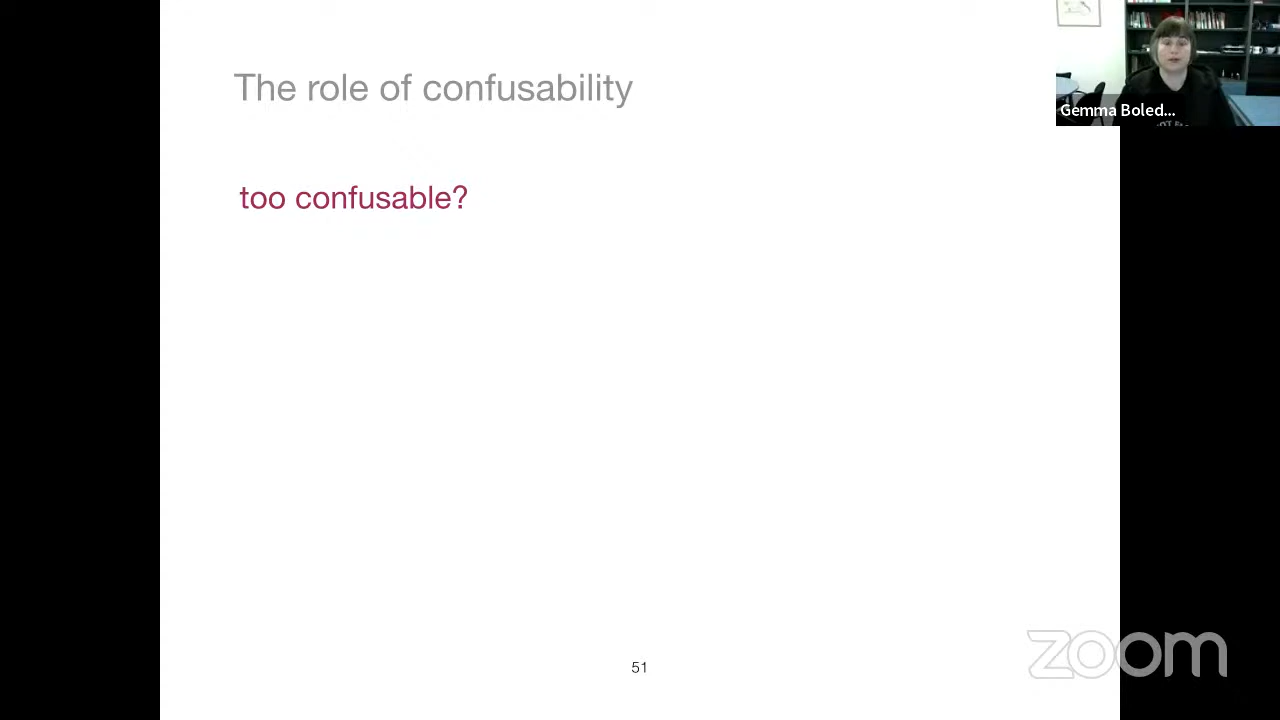 The role of confusability
Gemma Boled...
too confusable?
51
zoom